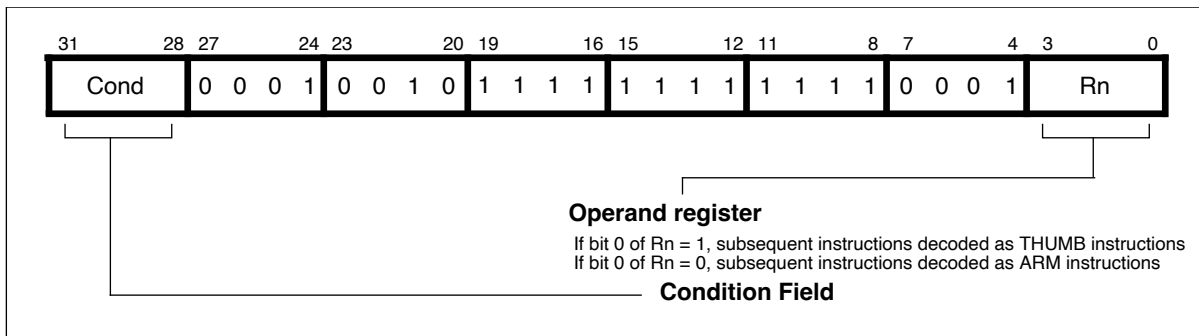 31 28 27 24 23 20 19 16 15 12 11 8 7 4 3 0
Cond 0 0 0 1 0 0 1 0 1 1 1 1 1 1 1 1 1 1 1 1 0 0 0 1 Rn
Operand register
If bit 0 of Rn = 1, subsequent instructions decoded as THUMB instructions
If bit 0 of Rn = 0, subsequent instructions decoded as ARM instructions
Condition Field